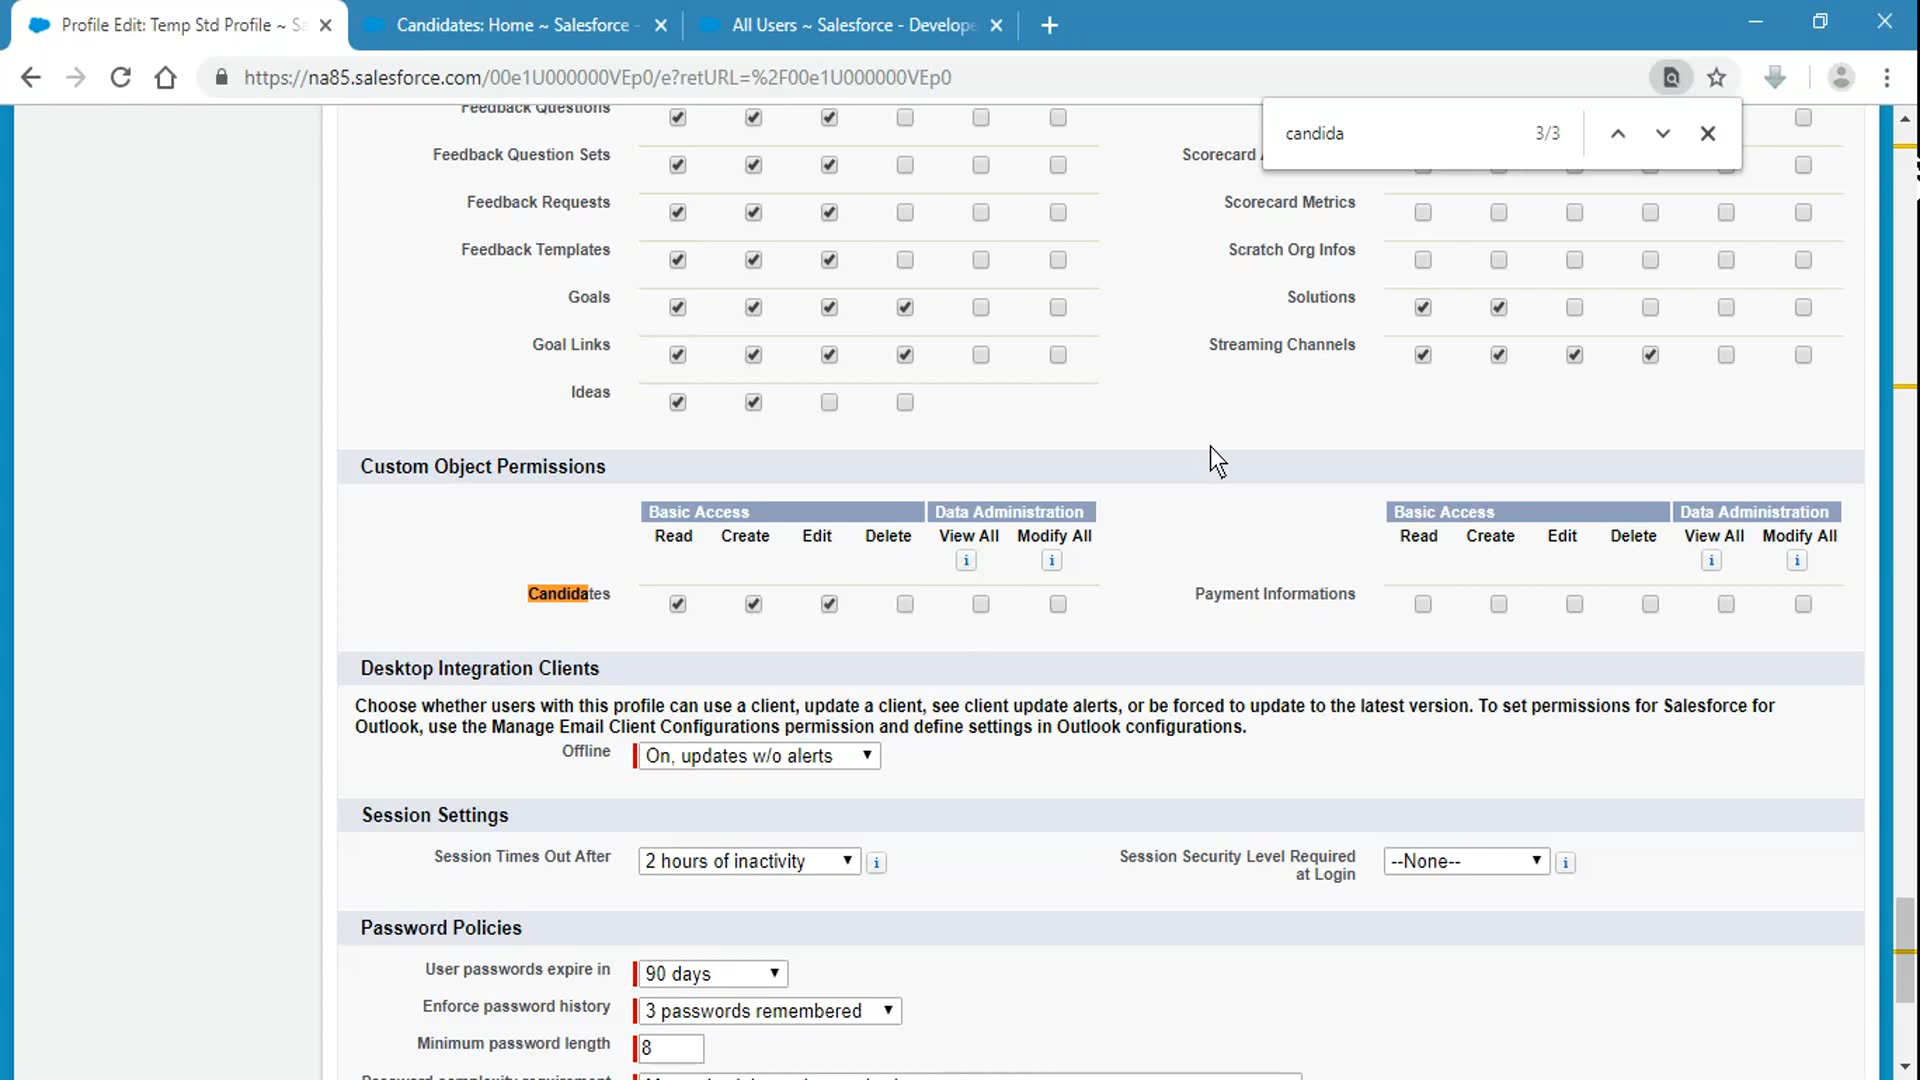 Profile Edit: Temp Std Profile ~ Sa
Candidates: Home ~ Salesforce -
All Users ~ Salesforce - Develope
https://na85.salesforce.com/00e1U000000VEp0/e?retURL=%2F00e1U000000VEp0
candida 3/3
Feedback Questions
Feedback Question Sets
Scorecard
Feedback Requests
Scorecard Metrics
Feedback Templates
Scratch Org Infos
Goals
Solutions
Goal Links
Streaming Channels
Ideas
Custom Object Permissions
Basic Access Data Administration Basic Access Data Administration
Read Create Edit Delete View All Modify All Read Create Edit Delete View All Modify All
Candidates
Payment Informations
Desktop Integration Clients
Choose whether users with this profile can use a client, update a client, see client update alerts, or be forced to update to the latest version. To set permissions for Salesforce for
Outlook, use the Manage Email Client Configurations permission and define settings in Outlook configurations.
Offline On, updates w/o alerts
Session Settings
Session Times Out After 2 hours of inactivity
Session Security Level Required
at Login
--None--
Password Policies
User passwords expire in 90 days
Enforce password history 3 passwords remembered
Minimum password length 8
Password complexity requirement